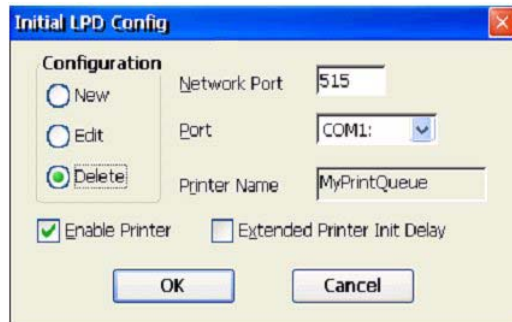 Initial LPD Config
Configuration
New
Edit
Delete
Network Port 515
Port COM1:
Printer Name MyPrintQueue
Enable Printer Extended Printer Init Delay
OK Cancel